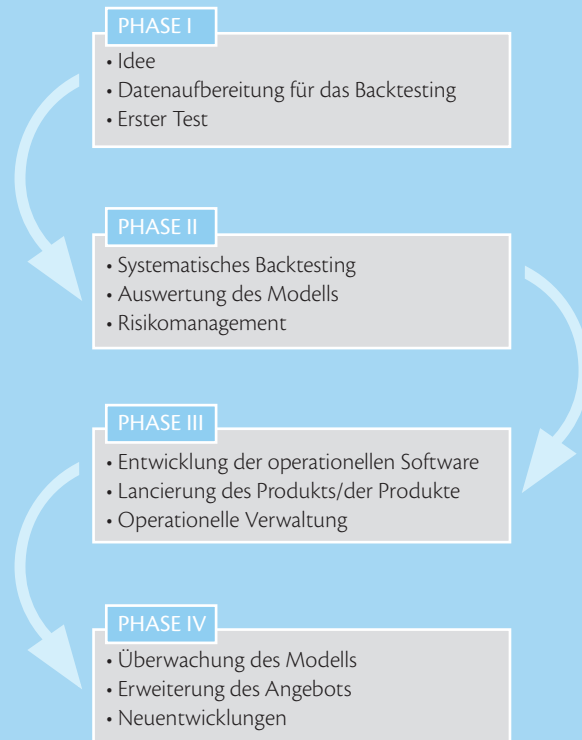 PHASE I
• Idee
• Datenaufbereitung für das Backtesting
• Erster Test
PHASE II
• Systematisches Backtesting
• Auswertung des Modells
• Risikomanagement
PHASE III
• Entwicklung der operationellen Software
• Lancierung des Produkts/der Produkte
• Operationelle Verwaltung
PHASE IV
• Überwachung des Modells
• Erweiterung des Angebots
• Neuentwicklungen